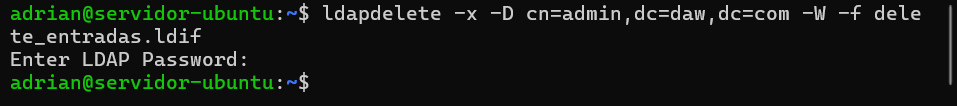 adrian@servidor-ubuntu:~$ ldapdelete -x -D cn=admin,dc=daw,dc=com -W -f dele
te_entradas.ldif
Enter LDAP Password:
adrian@servidor-ubuntu:~$